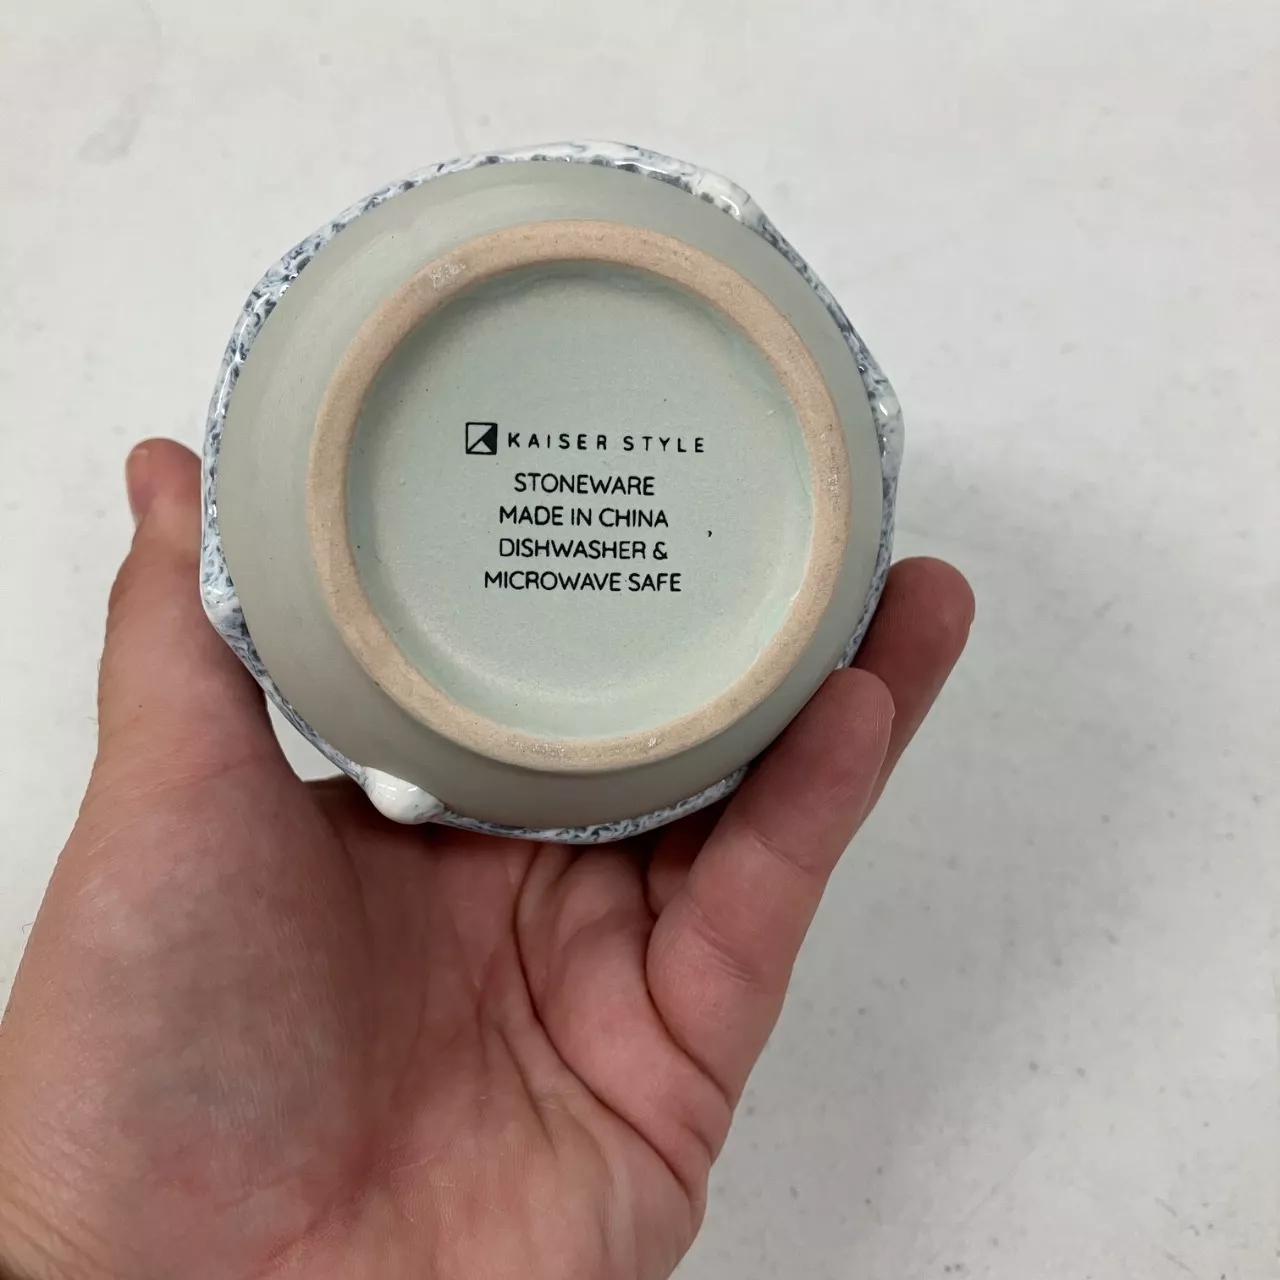 KAISER STYLE
STONEWARE
MADE IN CHINA
DISHWASHER &
MICROWAVE SAFE